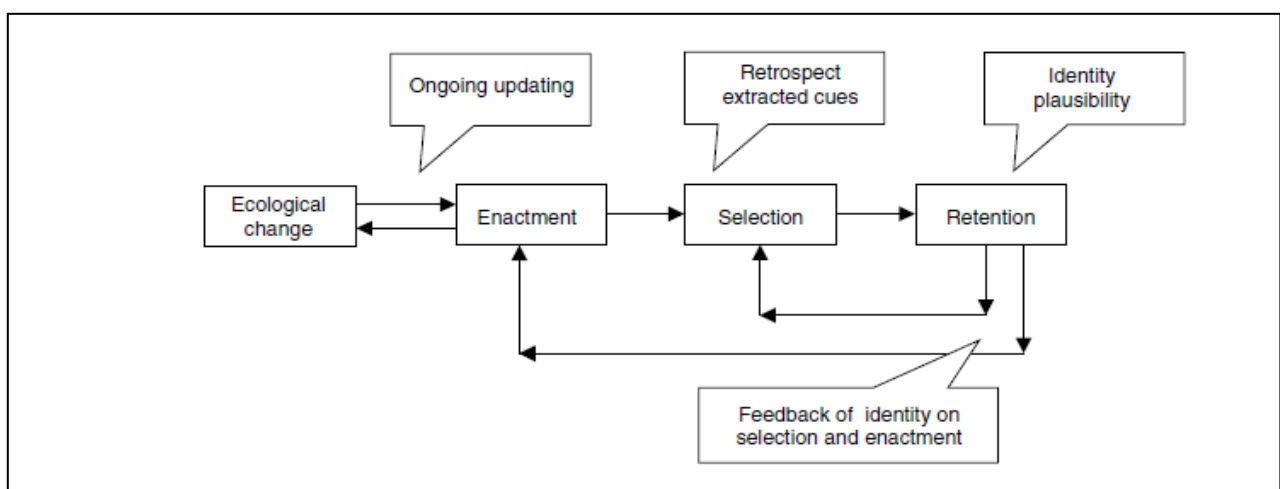 Ongoing updating
Retrospect
extracted cues
Identity
plausibility
Ecological
change
Enactment
Selection
Retention
Feedback of identity on
selection and enactment